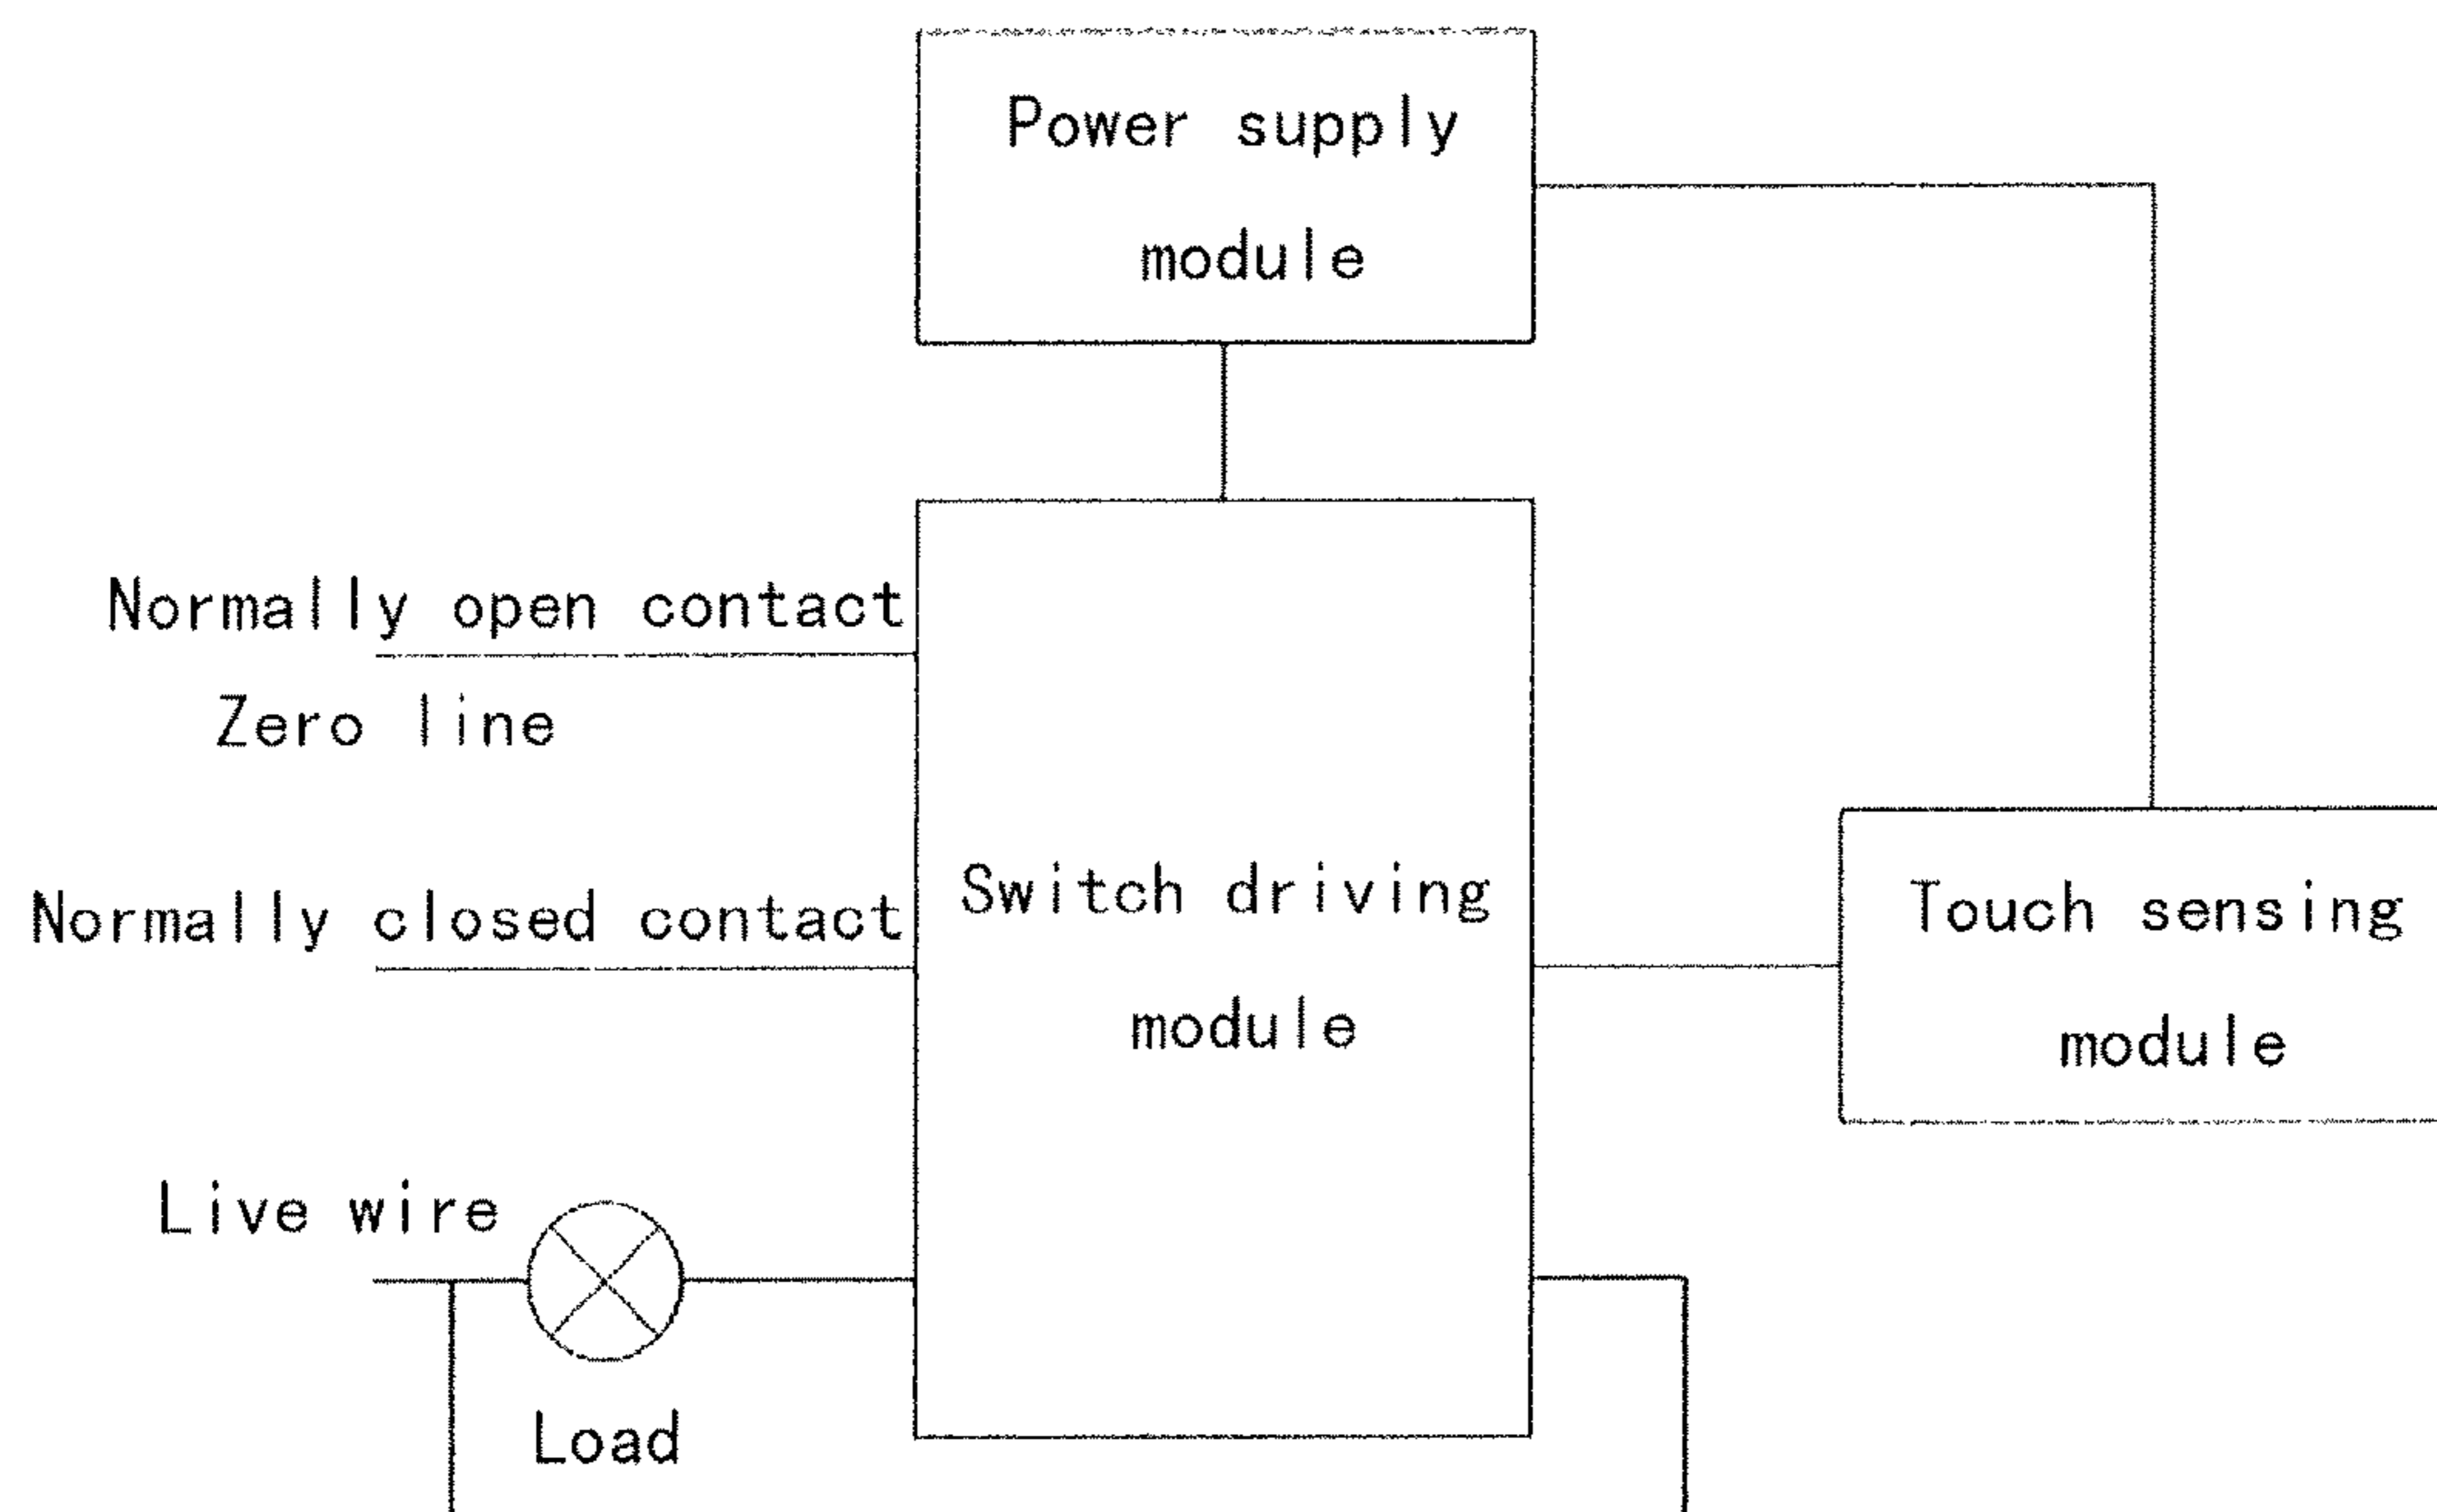 Power supply
module
Normally open contact
Zero line
Normally closed contact
Switch driving
module
Touch sensing
module
Live wire
Load